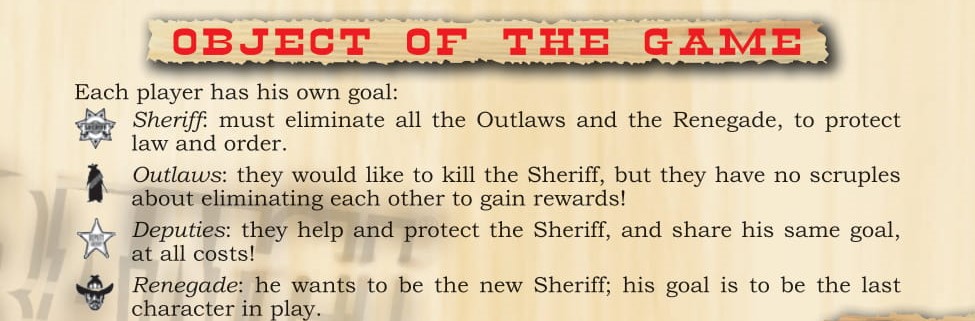 OBJECT OF THE GAME
Each player has his own goal:
Sheriff: must eliminate all the Outlaws and the Renegade, to protect
law and order.
Outlaws: they would like to kill the Sheriff, but they have no scruples
about eliminating each other to gain rewards!
Deputies: they help and protect the Sheriff, and share his same goal,
at all costs!
Renegade: he wants to be the new Sheriff; his goal is to be the last
character in play.